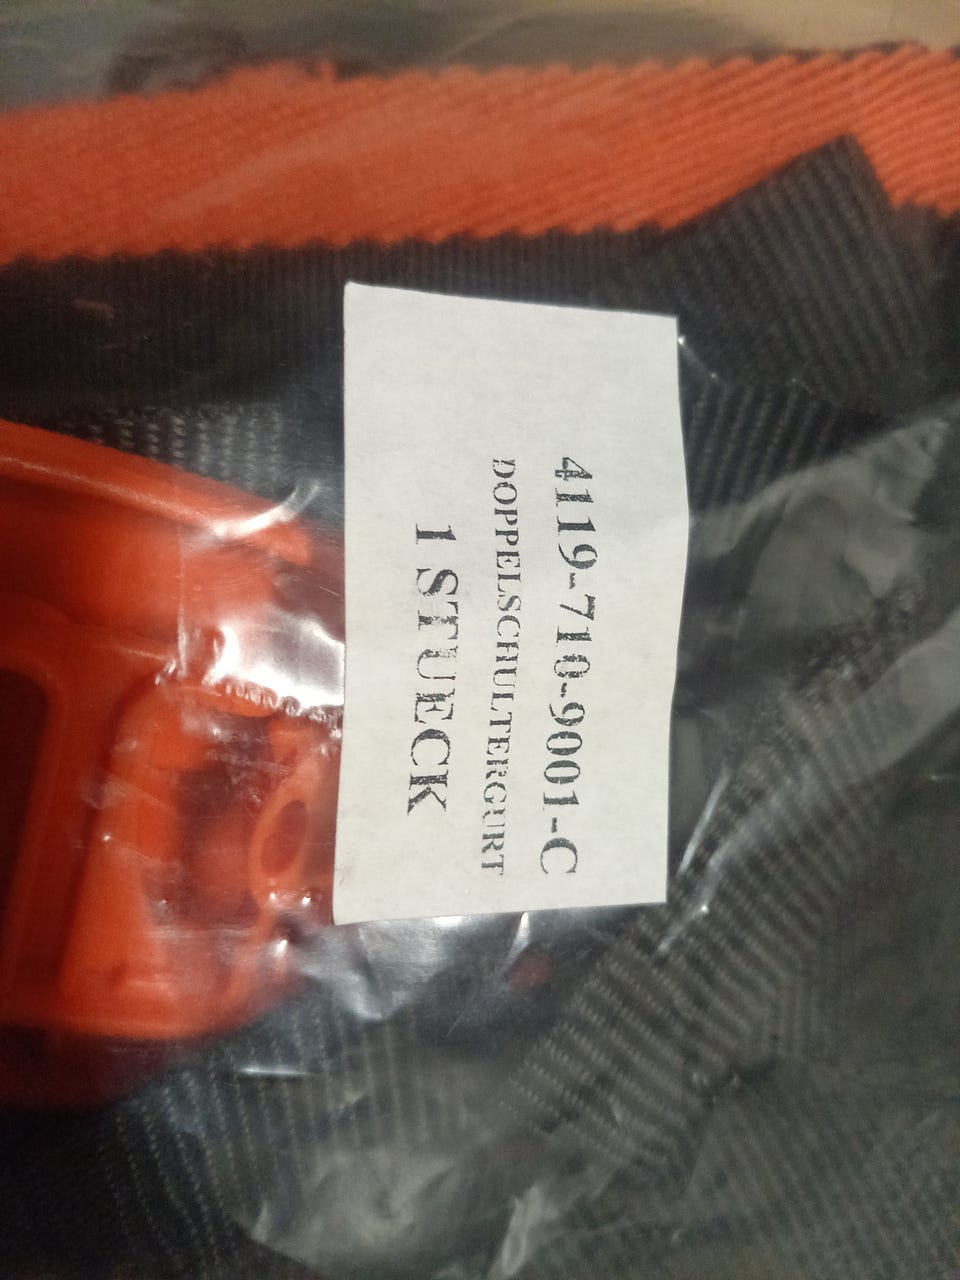 4119-710-9001-C
DOPPELSCHULTERGURT
1 STUECK